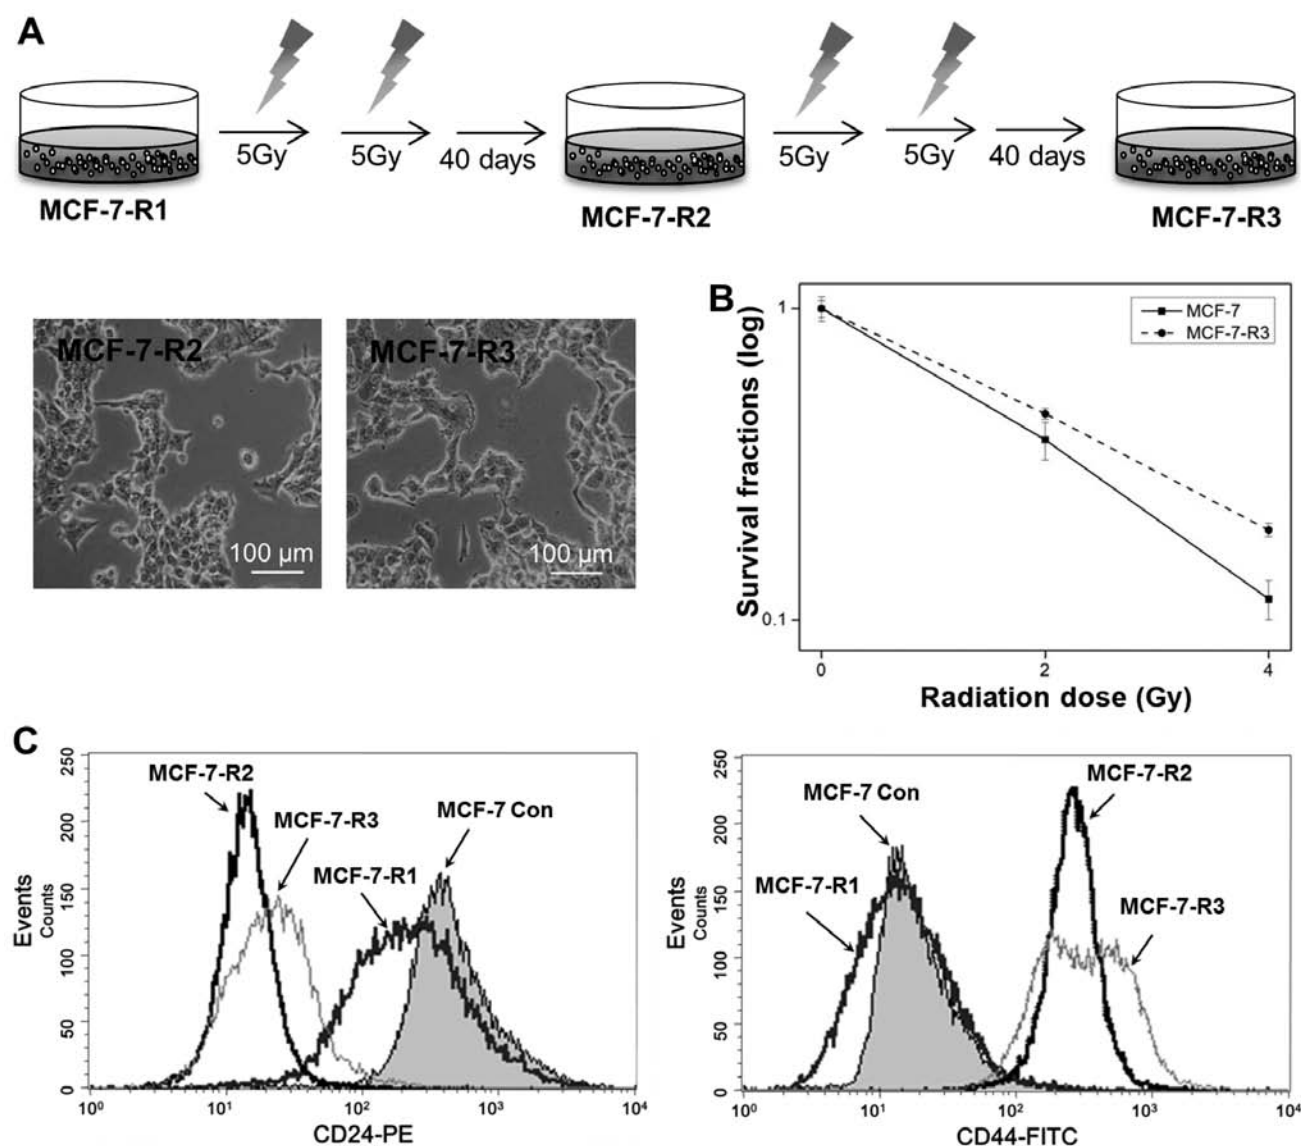 A
5Gy
5Gy
40 days
5Gy
5Gy
40 days
MCF-7-R1
MCF-7-R2
MCF-7-R3
MCF-7-R2
100 µm
MCF-7-R3
100 µm
B
MCF-7
MCF-7-R3
Survival fractions (log)
1
0.1
0
2
4
Radiation dose (Gy)
C
MCF-7-R2
MCF-7-R3
MCF-7-R1
MCF-7 Con
Events
Counts
250
200
150
100
50
0
10⁰
10¹
10²
10³
10⁴
CD24-PE
MCF-7-R2
MCF-7 Con
MCF-7-R1
MCF-7-R3
Events
Counts
250
200
150
100
50
0
10⁰
10¹
10²
10³
10⁴
CD44-FITC